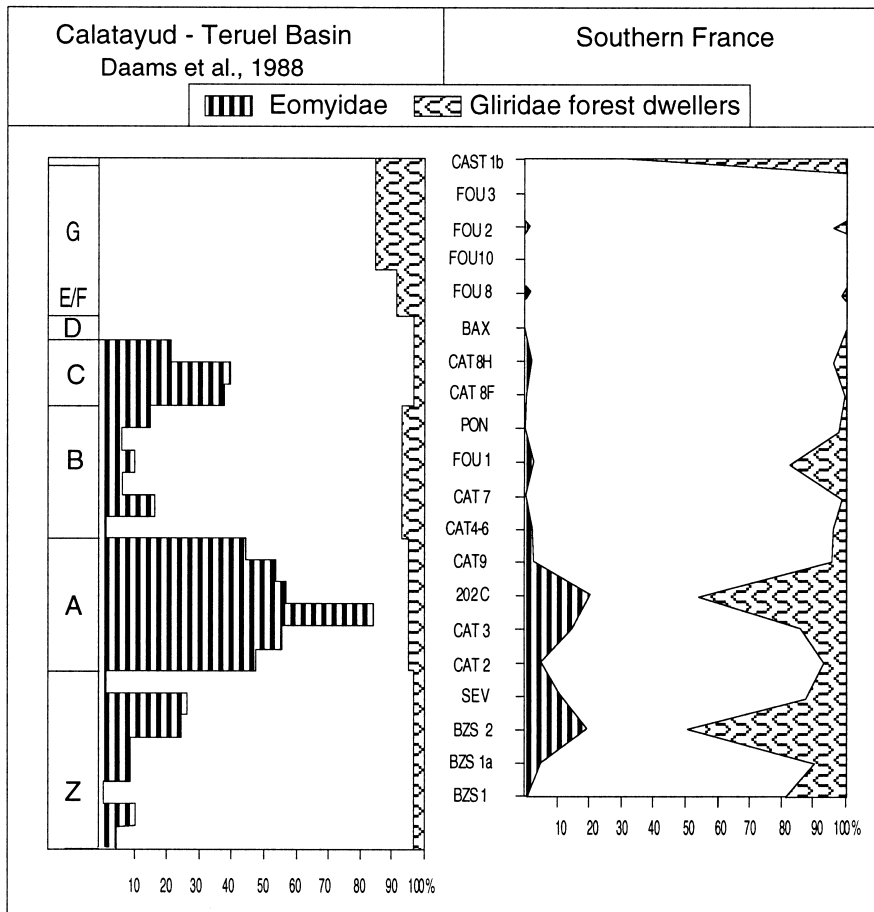 Calatayud - Teruel Basin
Daams et al., 1988
Southern France
Eomyidae
Gliridae forest dwellers
G
E/F
D
C
B
A
Z
10 20 30 40 50 60 70 80 90 100%
CAST 1b
FOU 3
FOU 2
FOU10
FOU 8
BAX
CAT 8H
CAT 8F
PON
FOU 1
CAT 7
CAT4-6
CAT9
202C
CAT 3
CAT 2
SEV
BZS 2
BZS 1a
BZS 1
10 20 30 40 50 60 70 80 90 100%